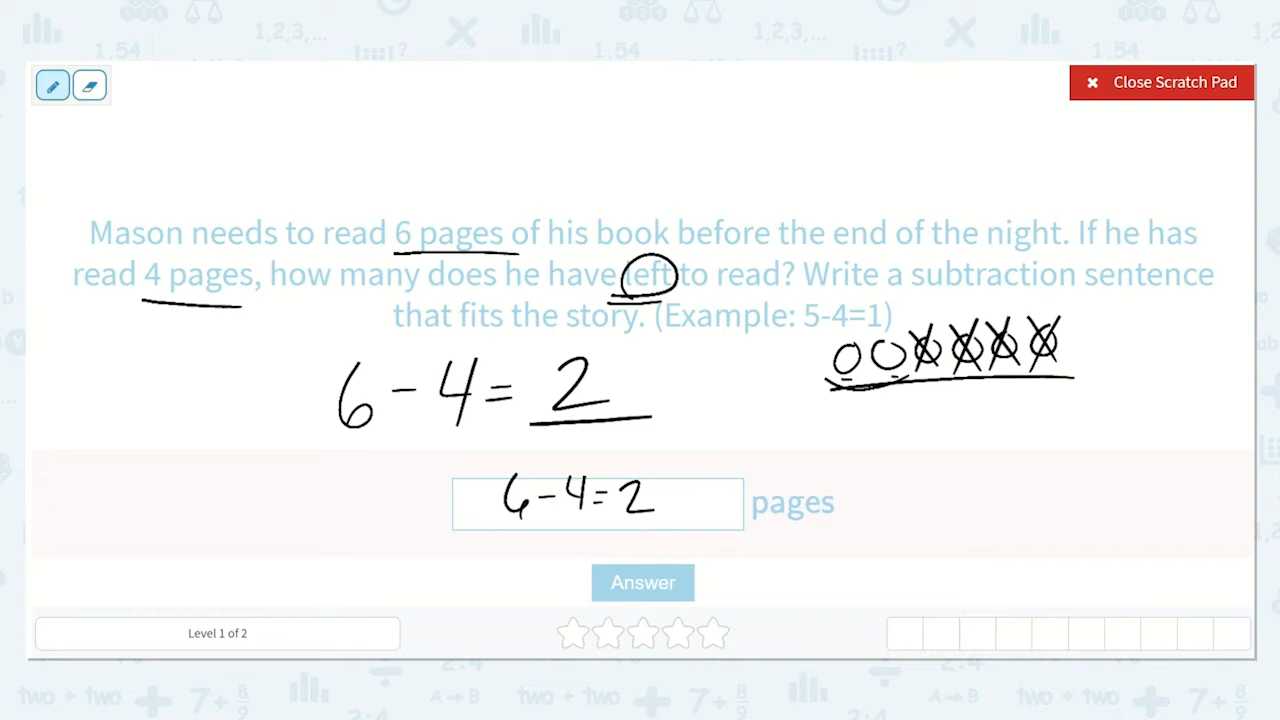 Close Scratch Pad
Mason needs to read 6 pages of his book before the end of the night. If he has
read 4 pages, how many does he have left to read? Write a subtraction sentence
that fits the story. (Example: 5-4=1)
6 - 4 = 2
6 - 4 = 2 pages
Answer
Level 1 of 2